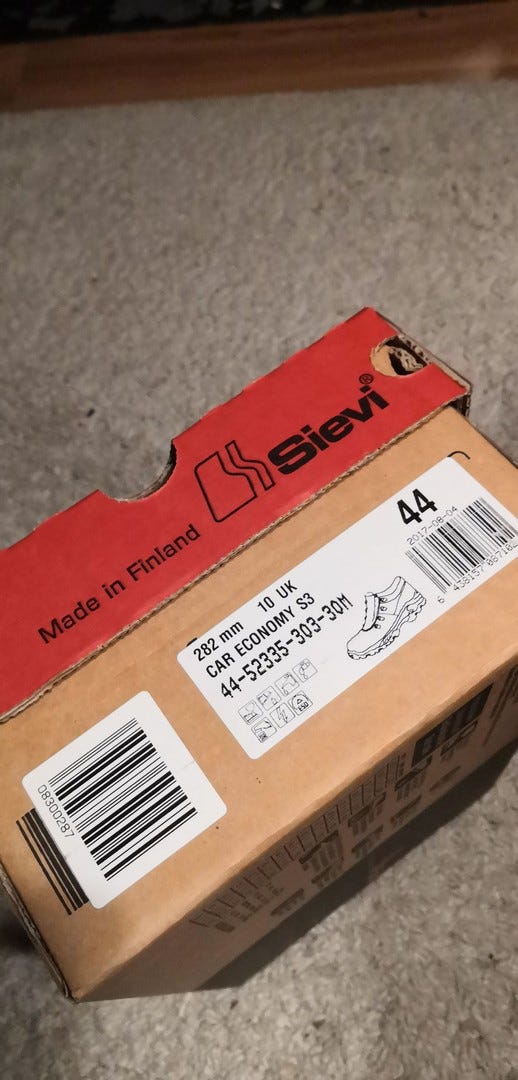 Made in Finland Sievi®
282 mm 10 UK
CAR ECONOMY S3
44-52335-303-30M
44
2017-08-04
08300287